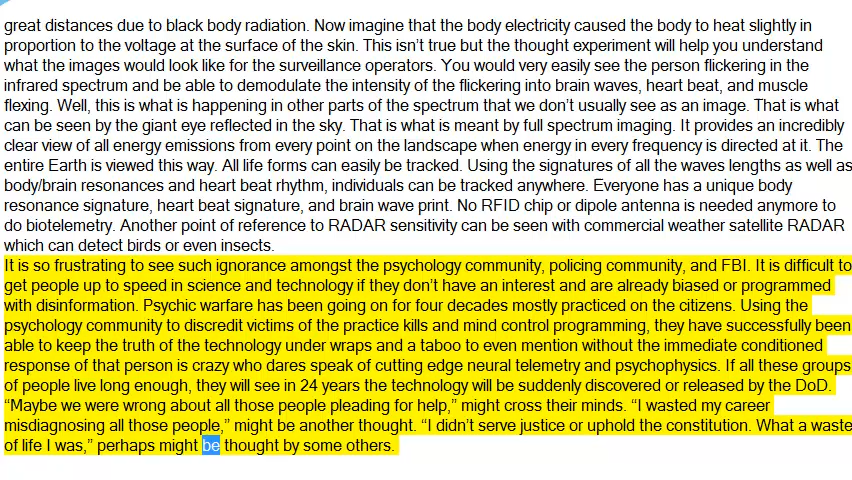 great distances due to black body radiation. Now imagine that the body electricity caused the body to heat slightly in
proportion to the voltage at the surface of the skin. This isn't true but the thought experiment will help you understand
what the images would look like for the surveillance operators. You would very easily see the person flickering in the
infrared spectrum and be able to demodulate the intensity of the flickering into brain waves, heart beat, and muscle
flexing. Well, this is what is happening in other parts of the spectrum that we don't usually see as an image. That is what
can be seen by the giant eye reflected in the sky. That is what is meant by full spectrum imaging. It provides an incredibly
clear view of all energy emissions from every point on the landscape when energy in every frequency is directed at it. The
entire Earth is viewed this way. All life forms can easily be tracked. Using the signatures of all the waves lengths as well as
body/brain resonances and heart beat rhythm, individuals can be tracked anywhere. Everyone has a unique body
resonance signature, heart beat signature, and brain wave print. No RFID chip or dipole antenna is needed anymore to
do biotelemetry. Another point of reference to RADAR sensitivity can be seen with commercial weather satellite RADAR
which can detect birds or even insects.
It is so frustrating to see such ignorance amongst the psychology community, policing community, and FBI. It is difficult to
get people up to speed in science and technology if they don't have an interest and are already biased or programmed
with disinformation. Psychic warfare has been going on for four decades mostly practiced on the citizens. Using the
psychology community to discredit victims of the practice kills and mind control programming, they have successfully been
able to keep the truth of the technology under wraps and a taboo to even mention without the immediate conditioned
response of that person is crazy who dares speak of cutting edge neural telemetry and psychophysics. If all these groups
of people live long enough, they will see in 24 years the technology will be suddenly discovered or released by the DoD.
“Maybe we were wrong about all those people pleading for help,” might cross their minds. “I wasted my career
misdiagnosing all those people,” might be another thought. “I didn't serve justice or uphold the constitution. What a waste
of life I was,” perhaps might be thought by some others.